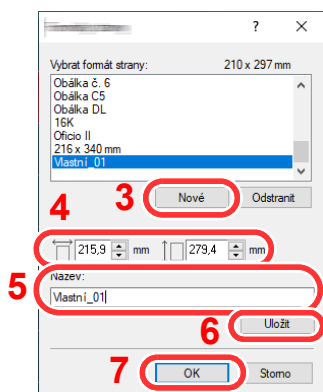 ? ×
Vybrat formát strany: 210 x 297 mm
Obálka č. 6
Obálka C5
Obálka DL
16K
Oficio II
216 x 340 mm
Vlastní_01
3 Nové Odstranit
4
215,9 mm 279,4 mm
5 Název:
Vlastní_01
6 Uložit
7 OK Storno